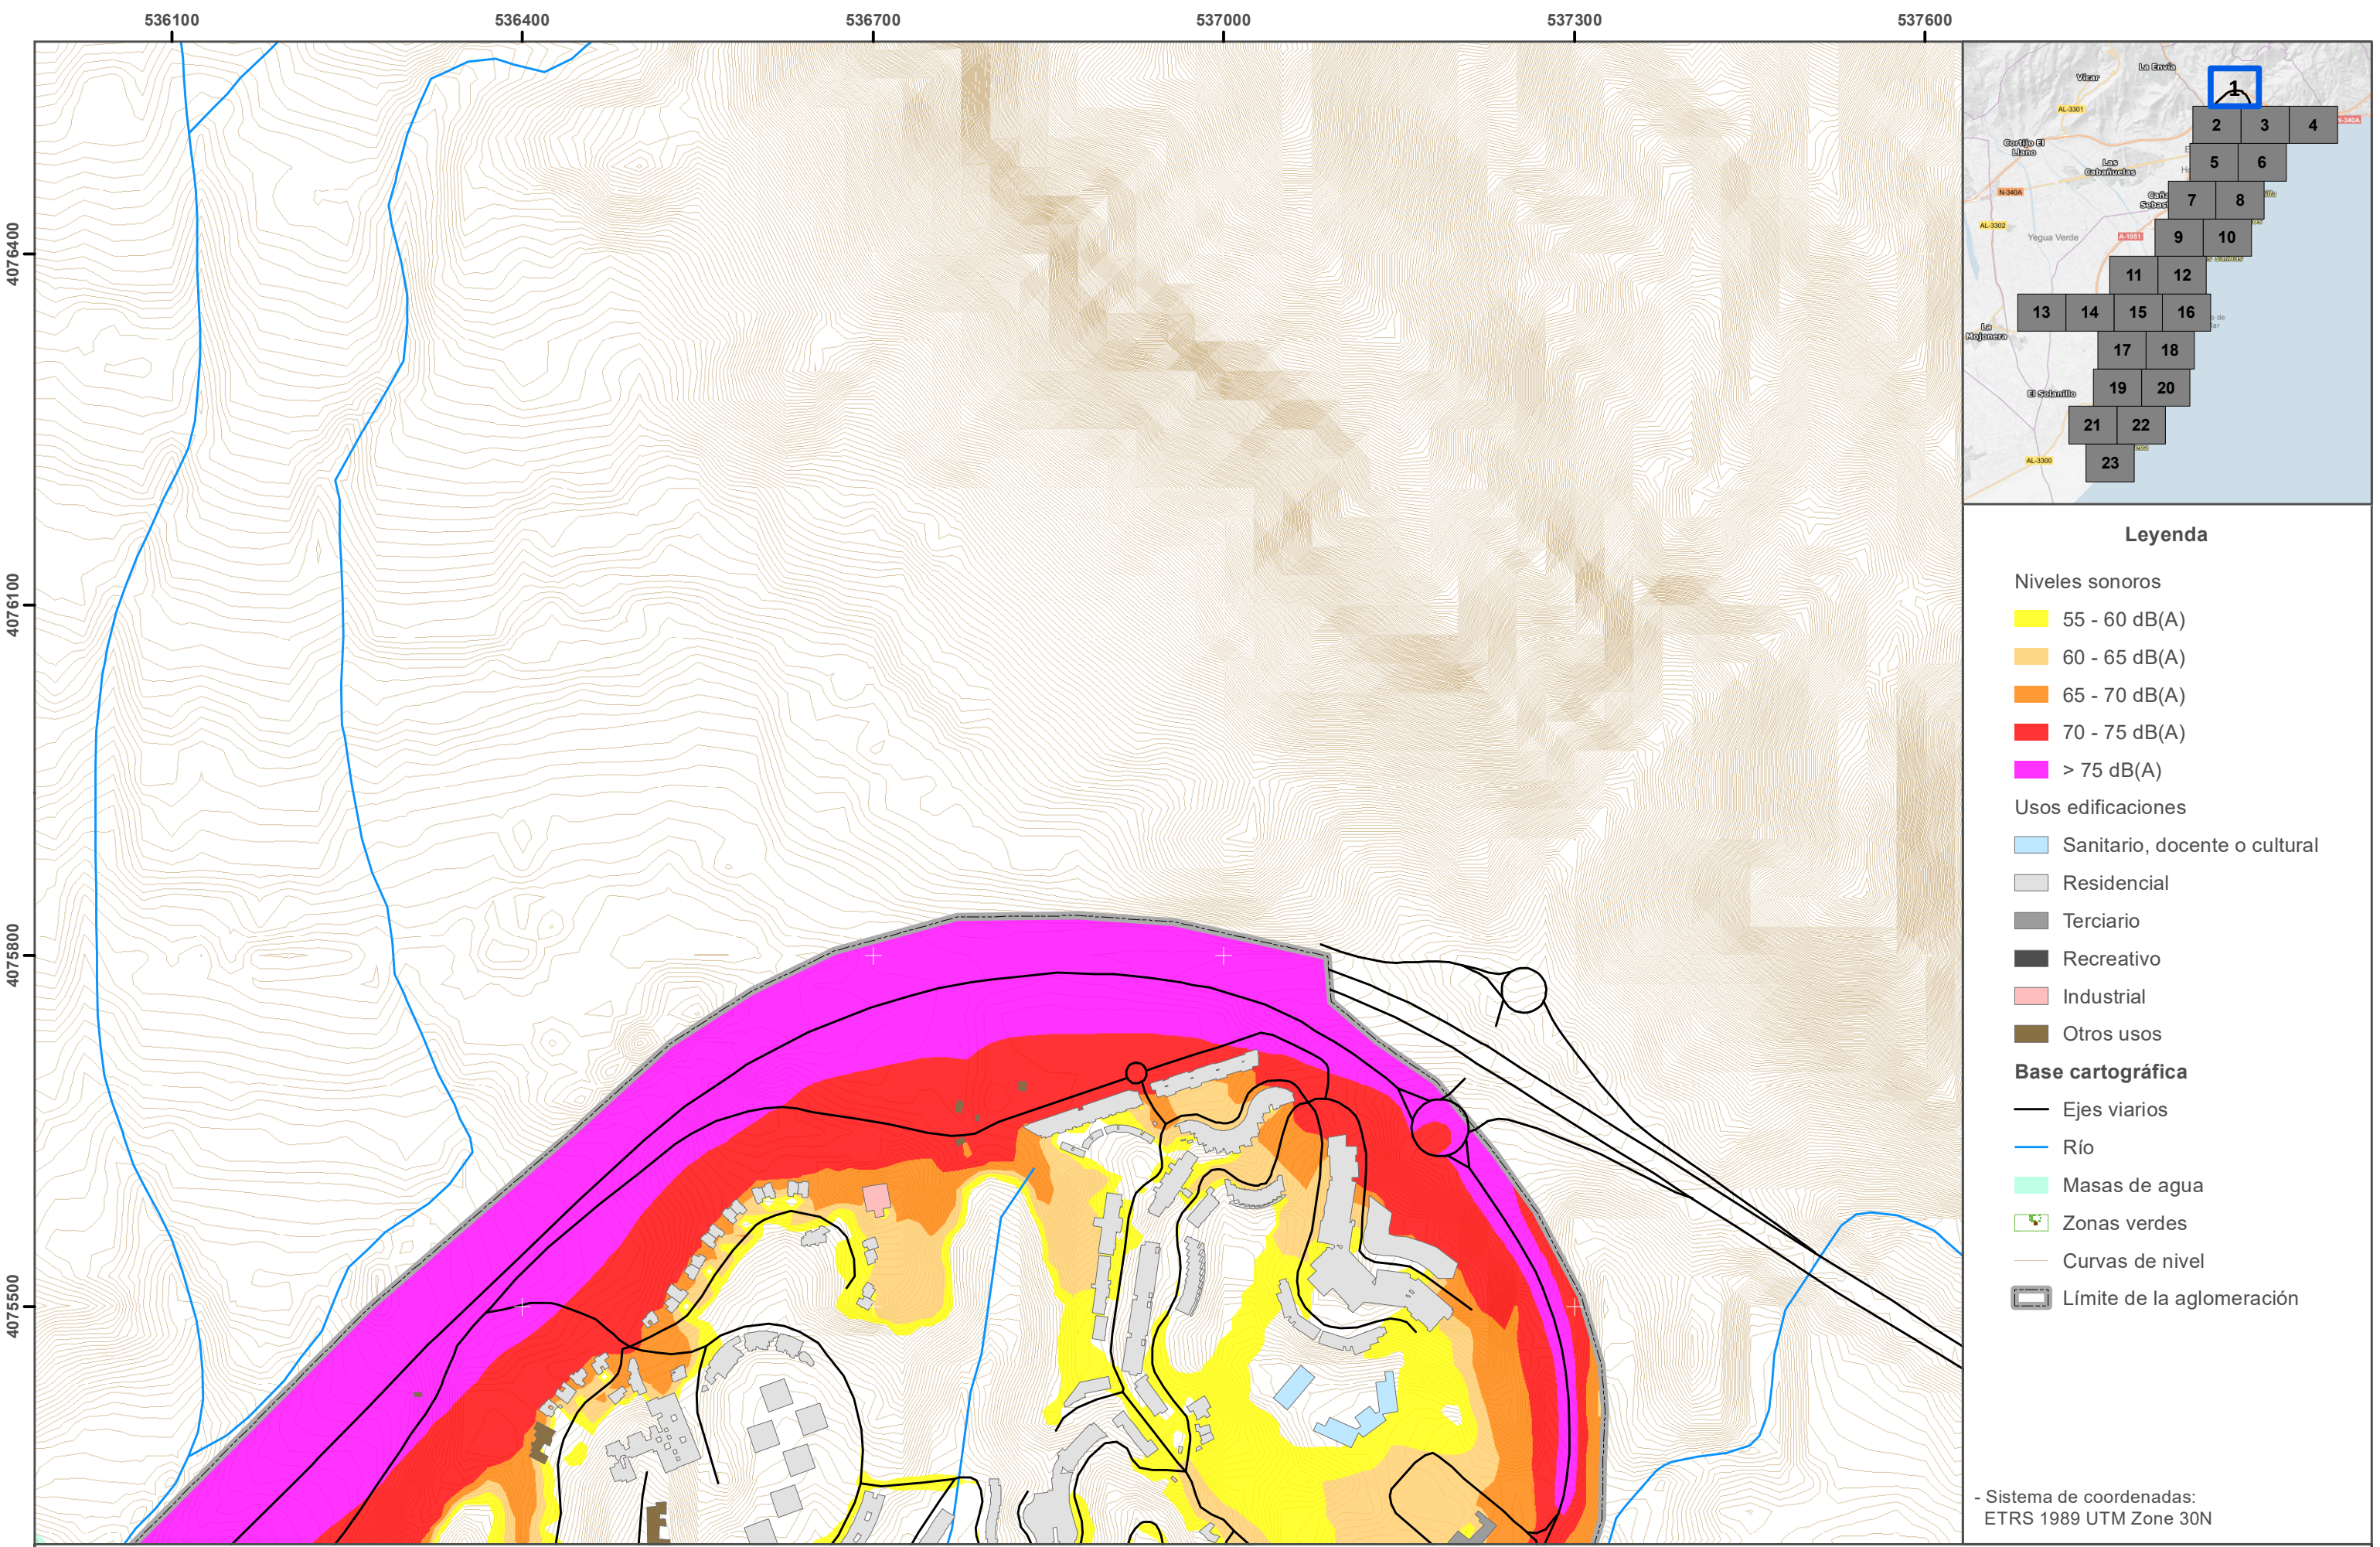 536100
536400
536700
537000
537300
537600
4076400
4076100
4075800
4075500
Vícar
La Envía
AL-3301
N-340A
Cortijo El
Llano
Las
Cabañuelas
N-340A
AL-3302
Yegua Verde
A-1051
La
Mojonera
El Solanillo
AL-3300
1
2 3 4
5 6
7 8
9 10
11 12
13 14 15 16
17 18
19 20
21 22
23
Leyenda
Niveles sonoros
55 - 60 dB(A)
60 - 65 dB(A)
65 - 70 dB(A)
70 - 75 dB(A)
> 75 dB(A)
Usos edificaciones
Sanitario, docente o cultural
Residencial
Terciario
Recreativo
Industrial
Otros usos
Base cartográfica
Ejes viarios
Río
Masas de agua
Zonas verdes
Curvas de nivel
Límite de la aglomeración
- Sistema de coordenadas:
ETRS 1989 UTM Zone 30N